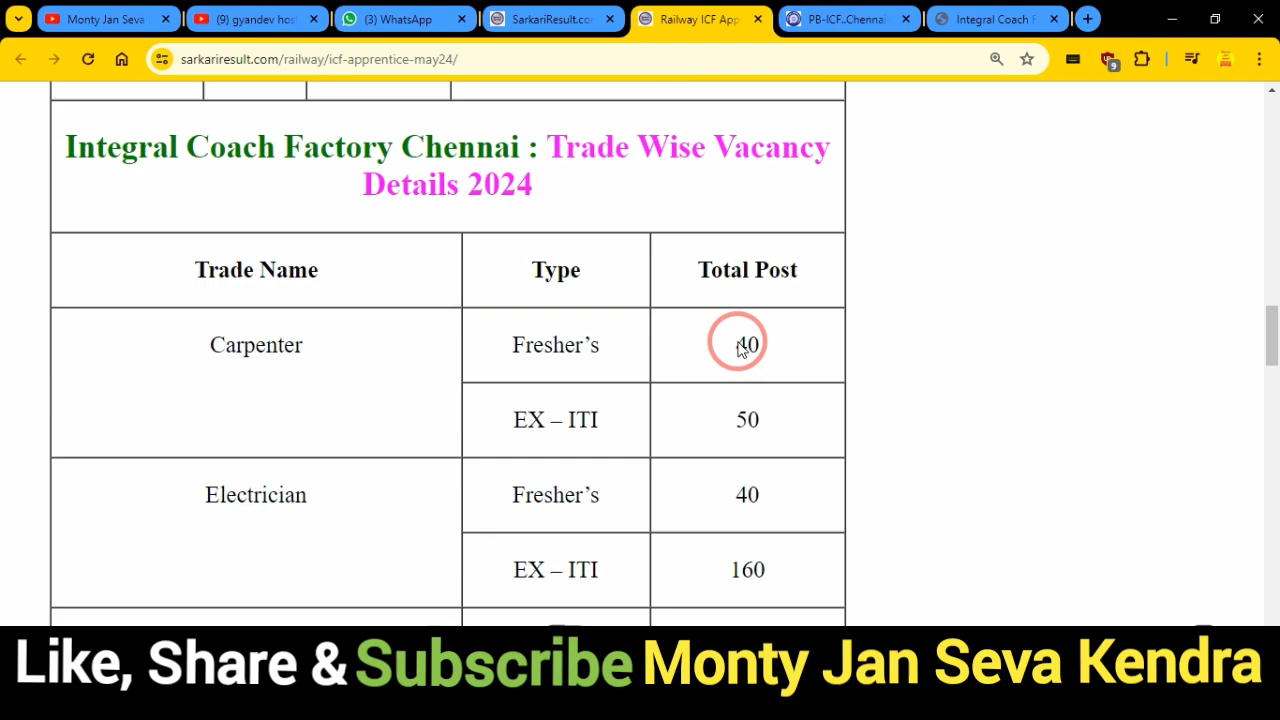 Monty Jan Seva
(9) gyandev hos
(3) WhatsApp
SarkariResult.co
Railway ICF App
PB-ICF..Chennai
Integral Coach F
sarkariresult.com/railway/icf-apprentice-may24/
9
Integral Coach Factory Chennai : Trade Wise Vacancy
Details 2024
Trade Name Type Total Post
Carpenter Fresher’s 40
EX – ITI 50
Electrician Fresher’s 40
EX – ITI 160
Like, Share & Subscribe Monty Jan Seva Kendra